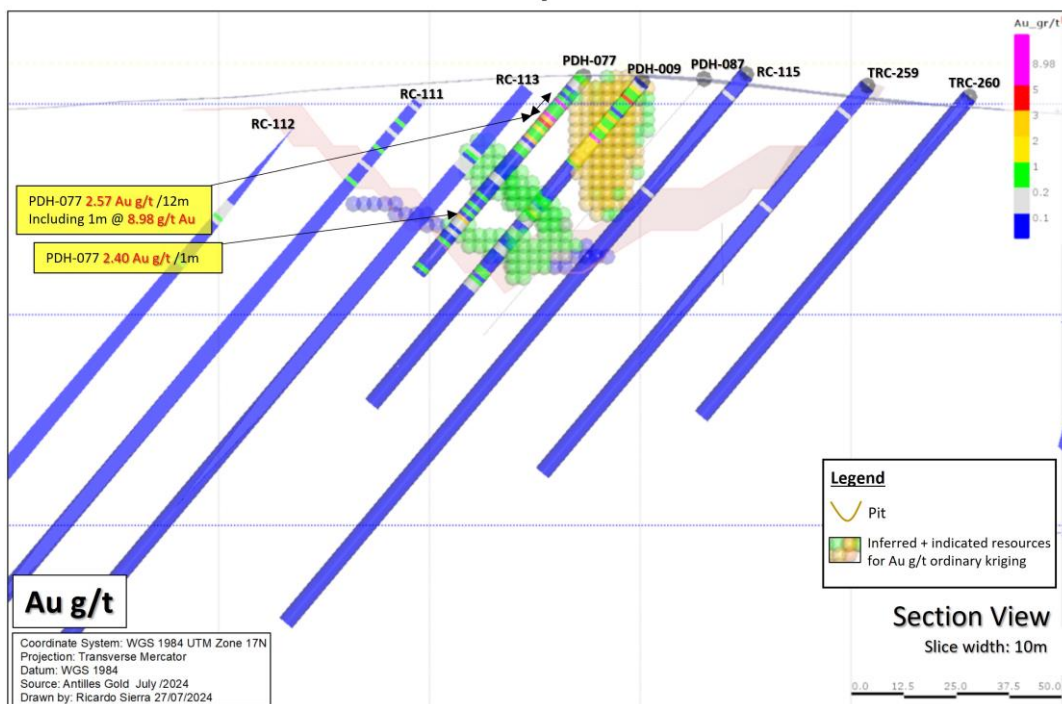 Au_gr/t
8.98
5
3
2
1
0.2
0.1
PDH-077
RC-113
PDH-009
PDH-087
RC-115
TRC-259
TRC-260
RC-111
RC-112
PDH-077 2.57 Au g/t /12m
Including 1m @ 8.98 g/t Au
PDH-077 2.40 Au g/t /1m
Legend
Pit
Inferred + indicated resources
for Au g/t ordinary kriging
Au g/t
Section View
Slice width: 10m
Coordinate System: WGS 1984 UTM Zone 17N
Projection: Transverse Mercator
Datum: WGS 1984
Source: Antilles Gold July /2024
Drawn by: Ricardo Sierra 27/07/2024
0.0 12.5 25.0 37.5 50.0